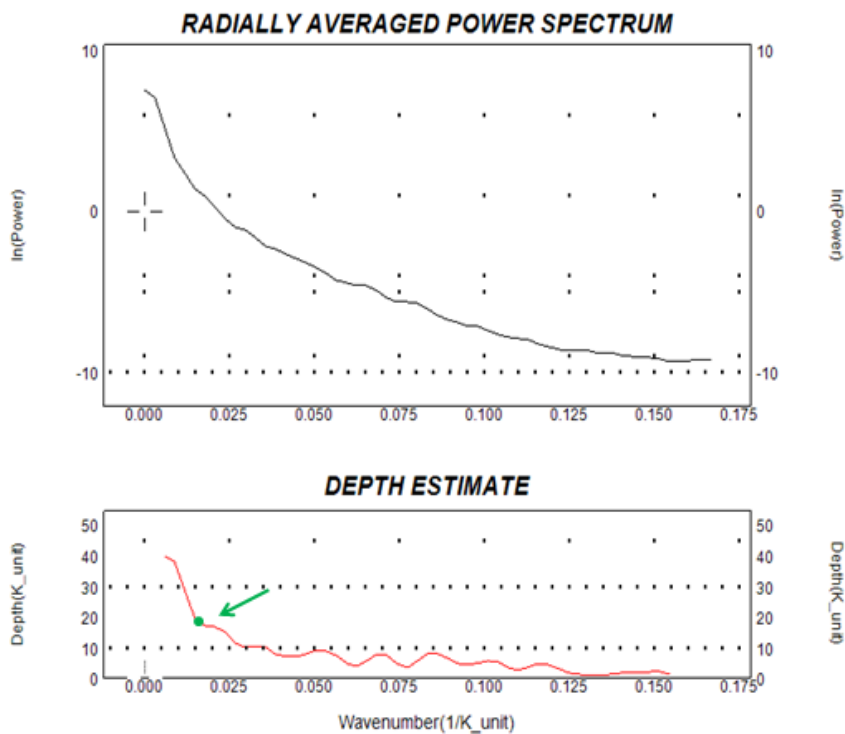 RADIALLY AVERAGED POWER SPECTRUM
10 10
ln(Power) 0 0 ln(Power)
-10 -10
0.000 0.025 0.050 0.075 0.100 0.125 0.150 0.175
DEPTH ESTIMATE
50 50
40 40
Depth(K_unit) 30 30 Depth(K_unit)
20 20
10 10
0 0
0.000 0.025 0.050 0.075 0.100 0.125 0.150 0.175
Wavenumber(1/K_unit)